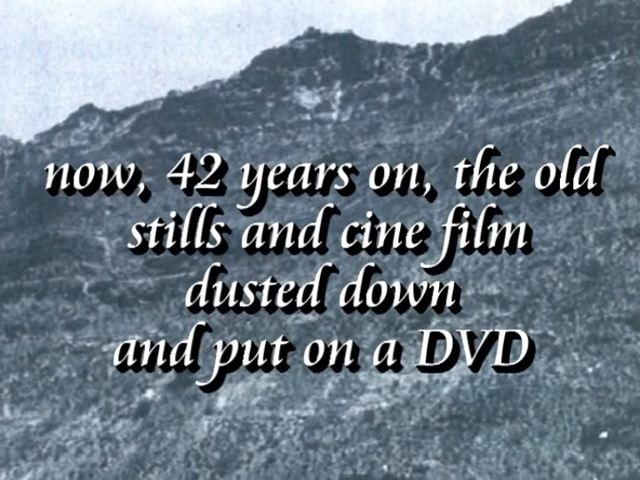 now, 42 years on, the old
stills and cine film
dusted down
and put on a DVD